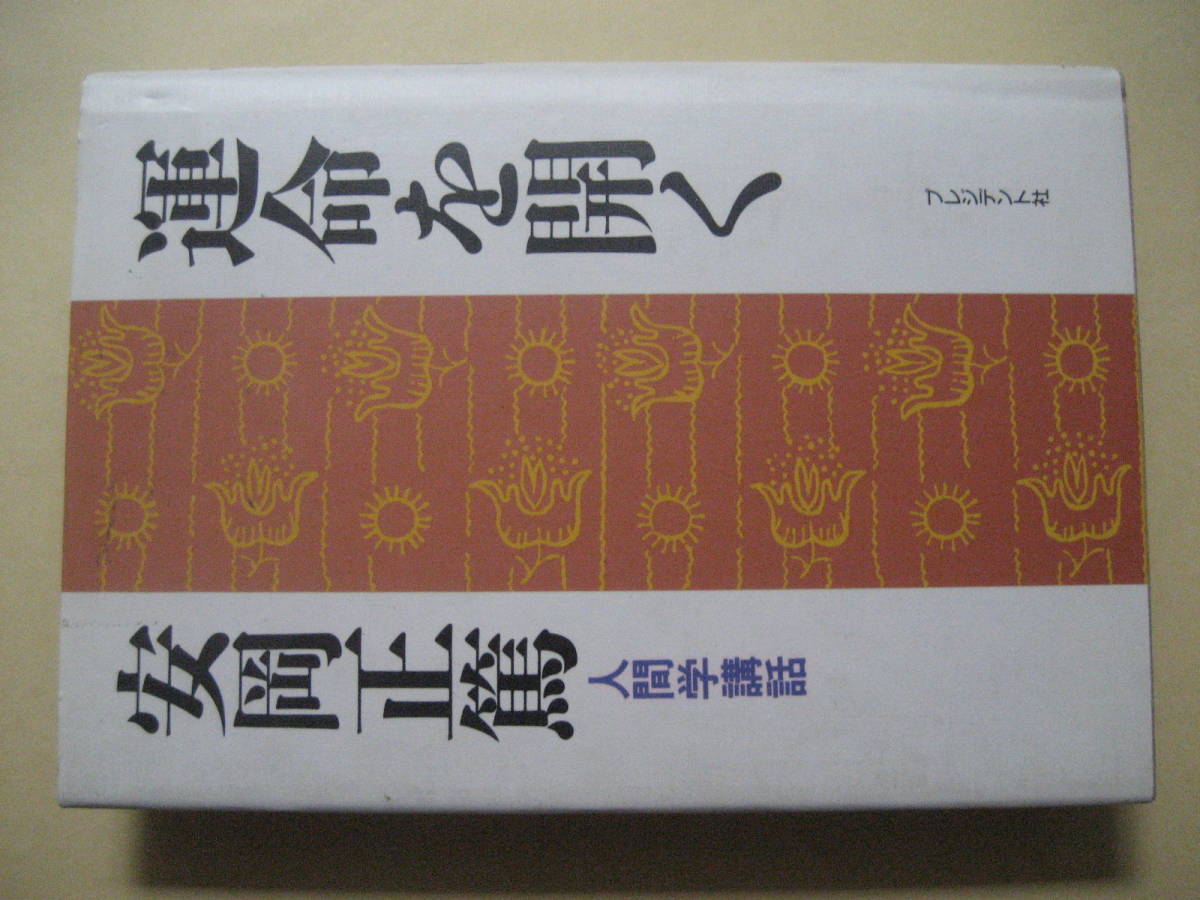 運命を開く
安岡正篤
人間学講話
プレジデント社